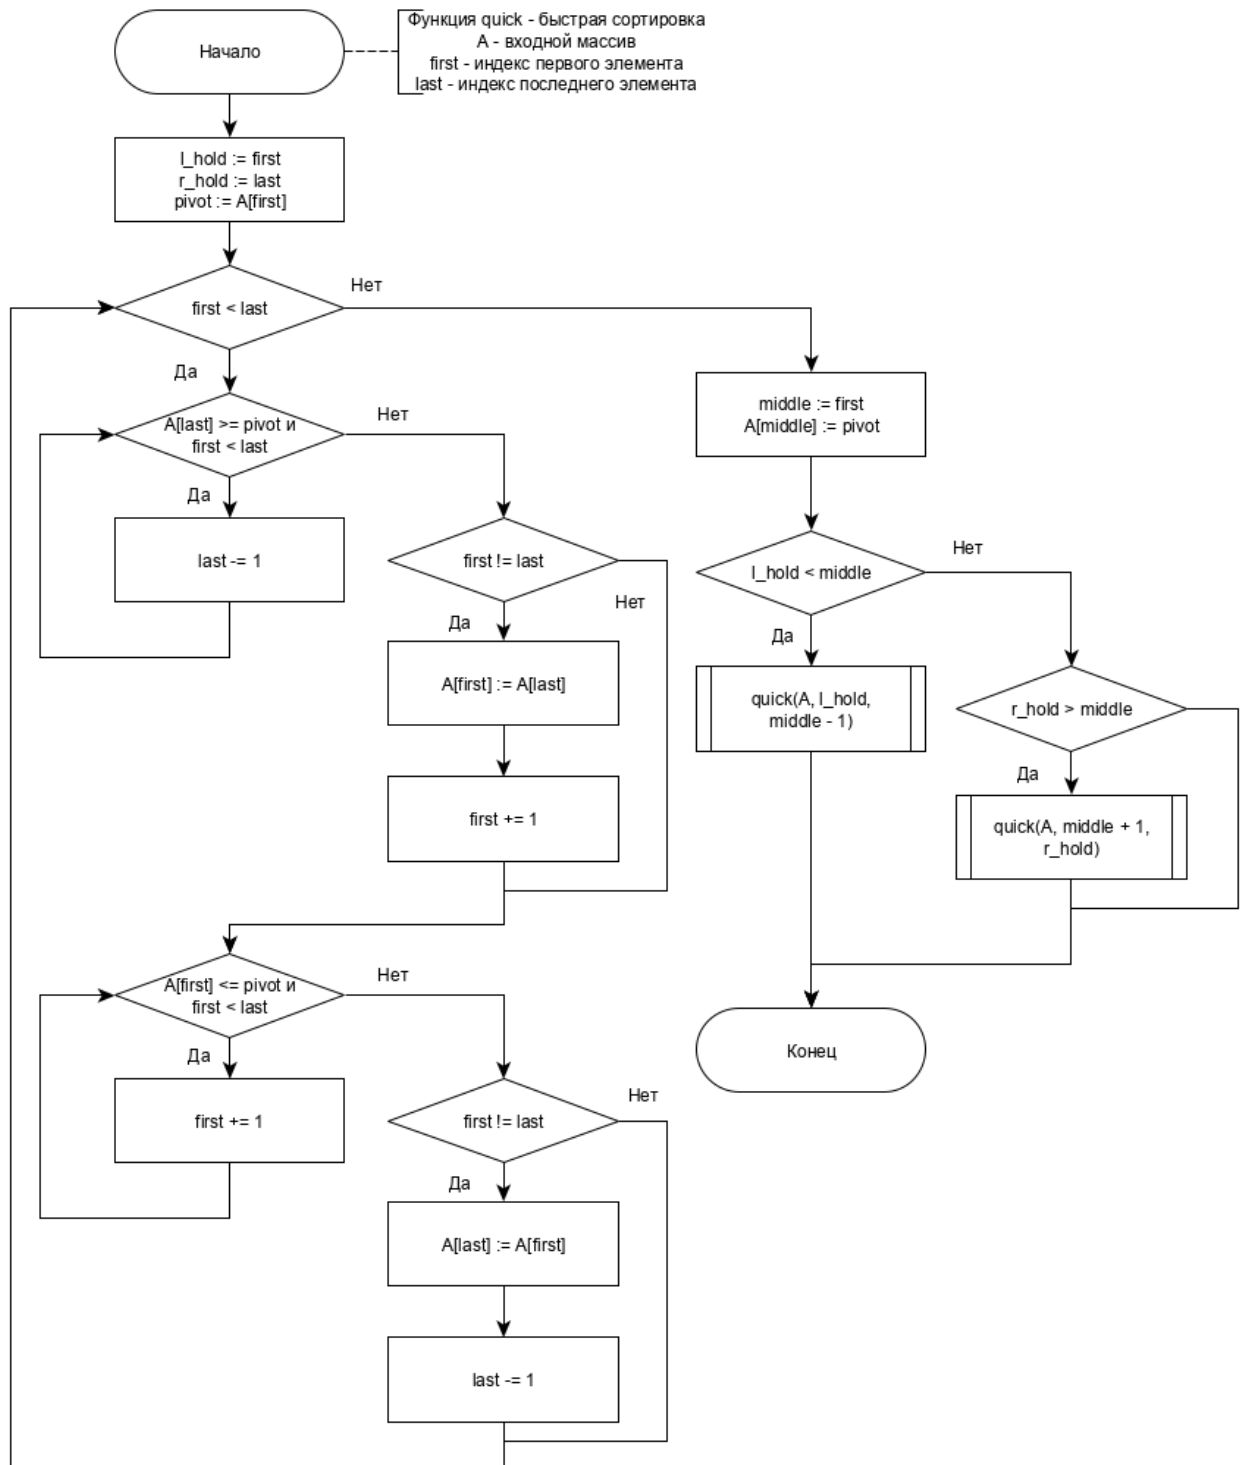 Начало
Функция quick - быстрая сортировка
A - входной массив
first - индекс первого элемента
last - индекс последнего элемента
l_hold := first
r_hold := last
pivot := A[first]
first < last
Нет
Да
A[last] >= pivot и
first < last
Нет
Да
last -= 1
first != last
Нет
Да
A[first] := A[last]
first += 1
A[first] <= pivot и
first < last
Нет
Да
first += 1
first != last
Нет
Да
A[last] := A[first]
last -= 1
middle := first
A[middle] := pivot
l_hold < middle
Нет
Да
quick(A, l_hold,
middle - 1)
r_hold > middle
Да
quick(A, middle + 1,
r_hold)
Конец